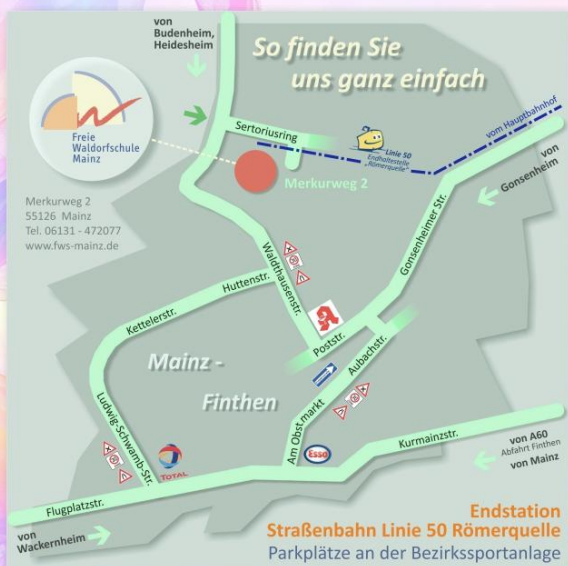 von
Budenheim,
Heidesheim
So finden Sie
uns ganz einfach
Freie
Waldorfschule
Mainz
Sertoriusring
Linie 50
Endhaltestelle
„Römerquelle“
vom Hauptbahnhof
von
Gonsenheim
Merkurweg 2
Merkurweg 2
55126 Mainz
Tel. 06131 - 472077
www.fws-mainz.de
Gonsenheimer Str.
Waldthausenstr.
Huttenstr.
Kettelerstr.
Poststr.
Aubachstr.
Mainz -
Finthen
Ludwig-Schwamb-Str.
Am Obstmarkt
Esso
TOTAL
Kurmainzstr.
von A60
Abfahrt Finthen
von Mainz
Flugplatzstr.
von
Wackernheim
Endstation
Straßenbahn Linie 50 Römerquelle
Parkplätze an der Bezirkssportanlage